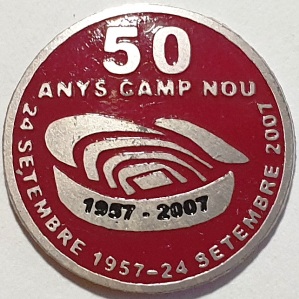 50
ANYS CAMP NOU
1957 - 2007
24 SETEMBRE 1957-24 SETEMBRE 2007